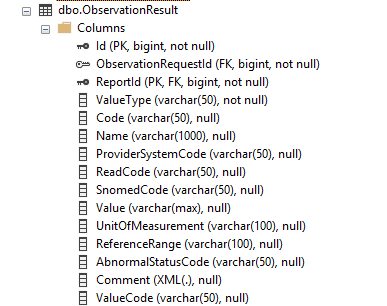 dbo.ObservationResult
Columns
Id (PK, bigint, not null)
ObservationRequestId (FK, bigint, not null)
ReportId (PK, FK, bigint, not null)
ValueType (varchar(50), not null)
Code (varchar(50), null)
Name (varchar(1000), null)
ProviderSystemCode (varchar(50), null)
ReadCode (varchar(50), null)
SnomedCode (varchar(50), null)
Value (varchar(max), null)
UnitOfMeasurement (varchar(100), null)
ReferenceRange (varchar(100), null)
AbnormalStatusCode (varchar(50), null)
Comment (XML(.), null)
ValueCode (varchar(50), null)